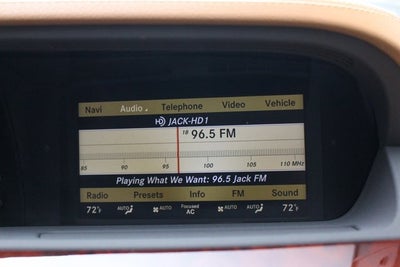 Navi Audio Telephone Video Vehicle
HD JACK-HD1
18 96.5 FM
85 90 95 100 105 110 MHz
Playing What We Want: 96.5 Jack FM
Radio Presets Info FM Sound
72°F AUTO AUTO Focused AUTO AUTO 72°F
AC